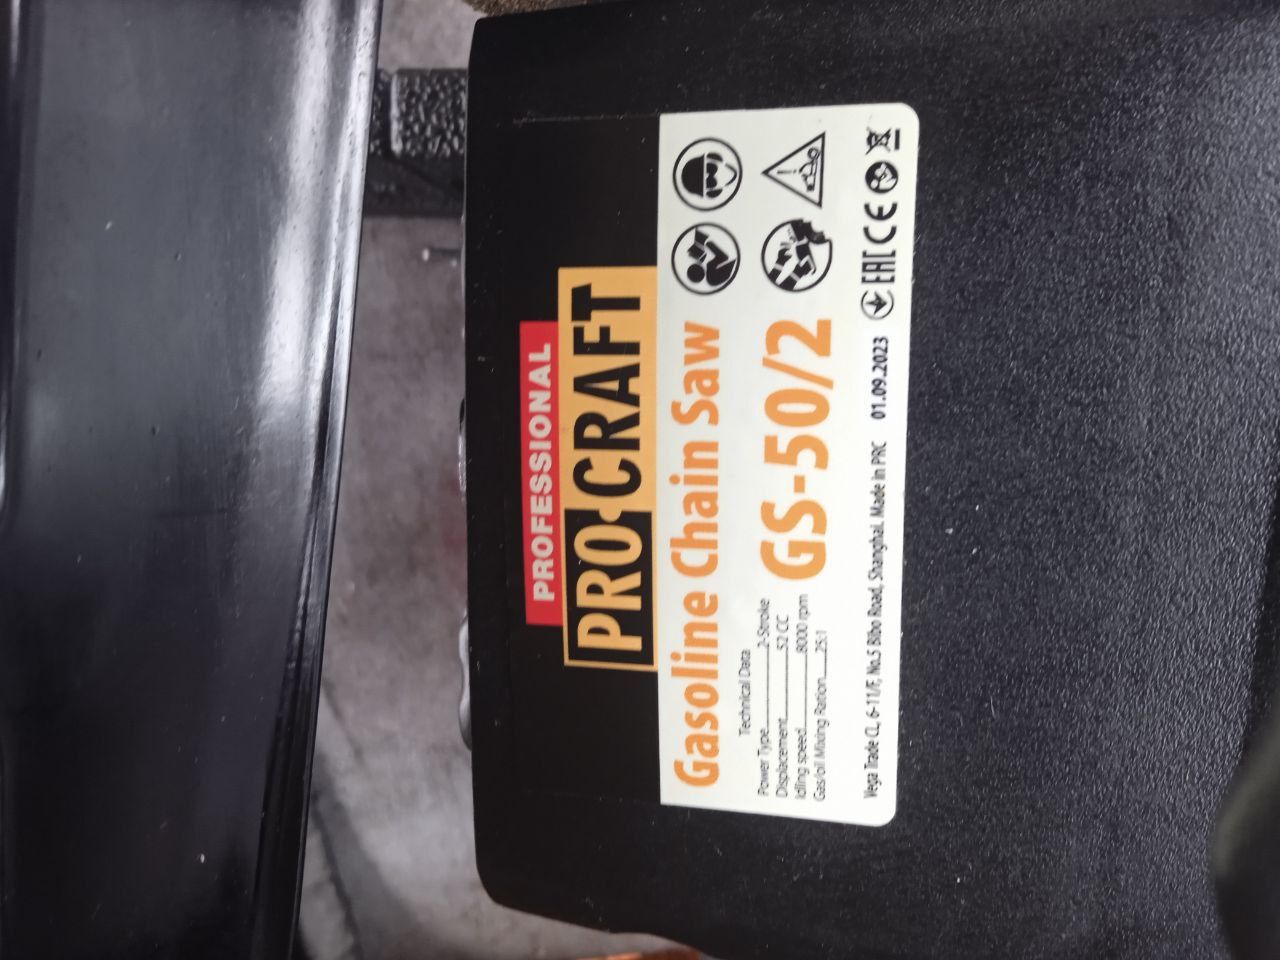 PROFESSIONAL
PRO CRAFT
Gasoline Chain Saw
Technical Data
Power Type..........2-Stroke
Displacement..........52 CC
Idling speed..........8000 rpm
Gas/oil Mixing Ration.....25:1
GS-50/2
Vega Trade CL, 6-11/F, No.5 Bibo Road, Shanghai. Made in PRC 01.09.2023 EAC CE